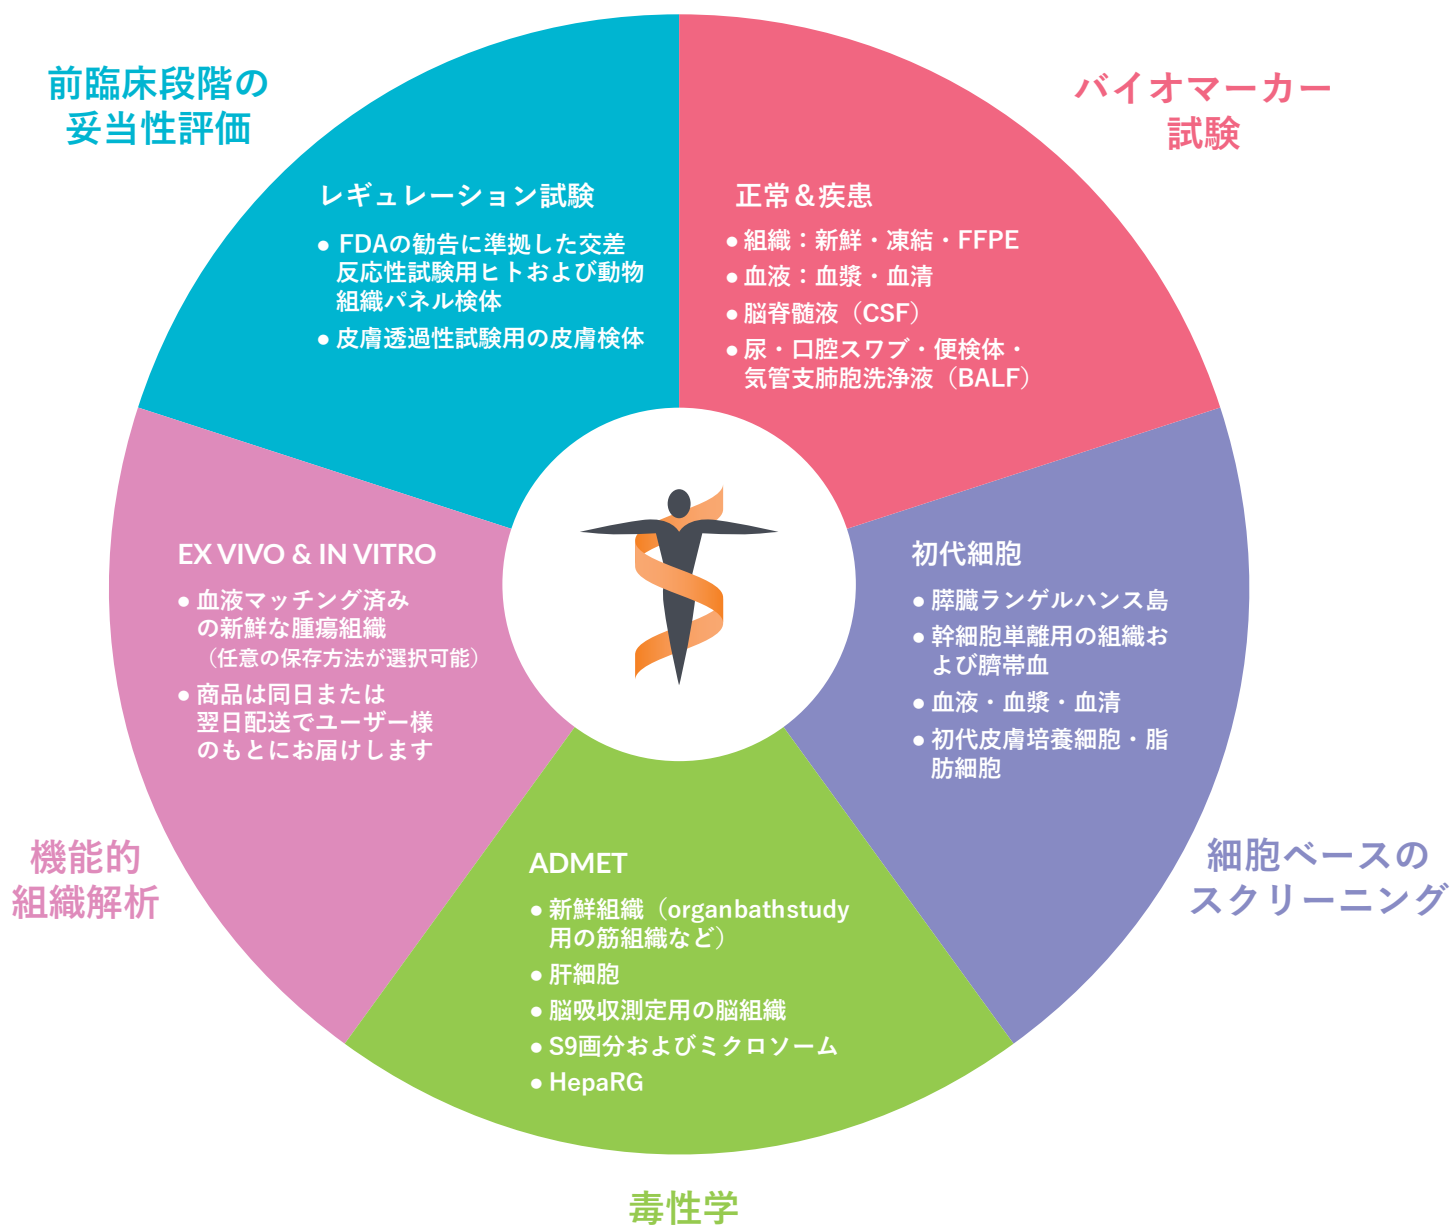 前臨床段階の
妥当性評価
レギュレーション試験
● FDAの勧告に準拠した交差
反応性試験用ヒトおよび動物
組織パネル検体
● 皮膚透過性試験用の皮膚検体
バイオマーカー
試験
正常＆疾患
● 組織：新鮮・凍結・FFPE
● 血液：血漿・血清
● 脳脊髄液（CSF）
● 尿・口腔スワブ・便検体・
気管支肺胞洗浄液（BALF）
EX VIVO & IN VITRO
● 血液マッチング済み
の新鮮な腫瘍組織
（任意の保存方法が選択可能）
● 商品は同日または
翌日配送でユーザー様
のもとにお届けします
機能的
組織解析
初代細胞
● 膵臓ランゲルハンス島
● 幹細胞単離用の組織お
よび臍帯血
● 血液・血漿・血清
● 初代皮膚培養細胞・脂
肪細胞
細胞ベースの
スクリーニング
ADMET
● 新鮮組織（organbathstudy
用の筋組織など）
● 肝細胞
● 脳吸収測定用の脳組織
● S9画分およびミクロソーム
● HepaRG
毒性学